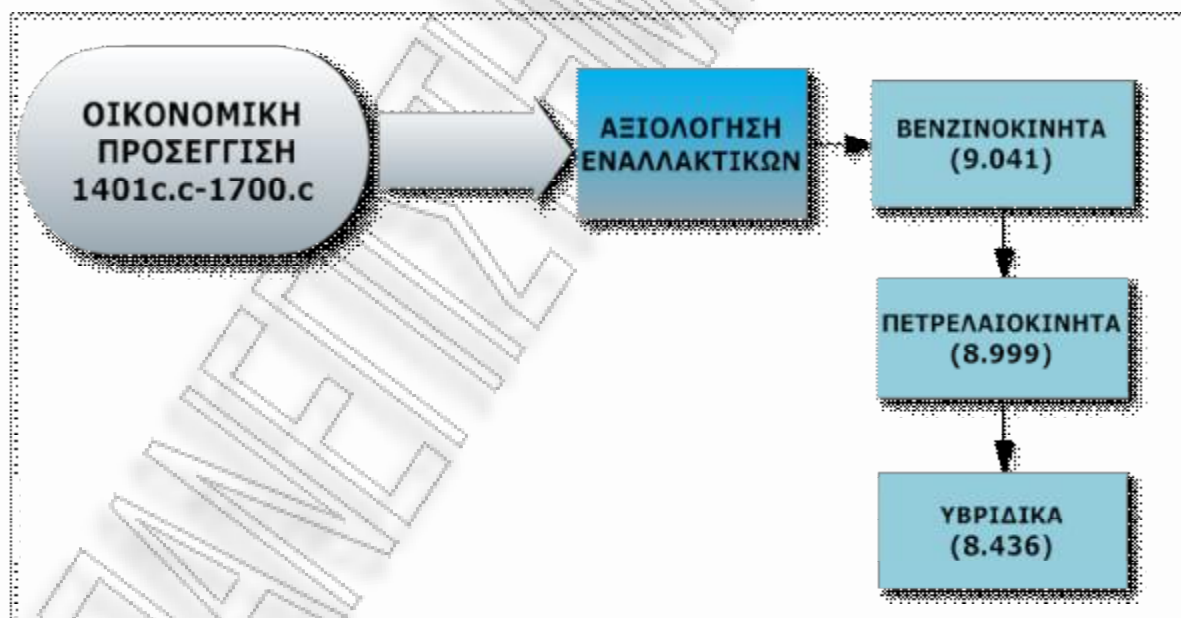 ΟΙΚΟΝΟΜΙΚΗ
ΠΡΟΣΕΓΓΙΣΗ
1401c.c-1700.c
ΑΞΙΟΛΟΓΗΣΗ
ΕΝΑΛΛΑΚΤΙΚΩΝ
ΒΕΝΖΙΝΟΚΙΝΗΤΑ
(9.041)
ΠΕΤΡΕΛΑΙΟΚΙΝΗΤΑ
(8.999)
ΥΒΡΙΔΙΚΑ
(8.436)